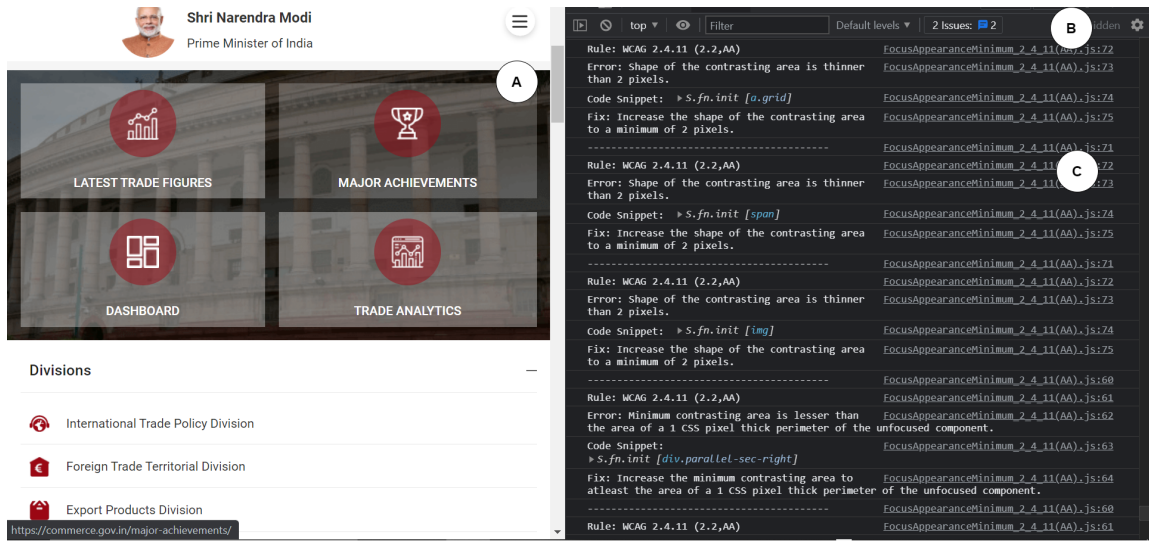 Shri Narendra Modi
Prime Minister of India
A
LATEST TRADE FIGURES
MAJOR ACHIEVEMENTS
DASHBOARD
TRADE ANALYTICS
Divisions
International Trade Policy Division
Foreign Trade Territorial Division
Export Products Division
https://commerce.gov.in/major-achievements/
top ▼ Filter Default levels ▼ 2 Issues: 2 B idden
Rule: WCAG 2.4.11 (2.2,AA) FocusAppearanceMinimum_2_4_11(AA).js:72
Error: Shape of the contrasting area is thinner FocusAppearanceMinimum_2_4_11(AA).js:73
than 2 pixels.
Code Snippet: ▶ S.fn.init [a.grid] FocusAppearanceMinimum_2_4_11(AA).js:74
Fix: Increase the shape of the contrasting area FocusAppearanceMinimum_2_4_11(AA).js:75
to a minimum of 2 pixels.
----------------------------------------- FocusAppearanceMinimum_2_4_11(AA).js:71
Rule: WCAG 2.4.11 (2.2,AA) FocusAppearanceMinimum_2_4_11( :72
C
Error: Shape of the contrasting area is thinner FocusAppearanceMinimum_2_4_11(AA).js:73
than 2 pixels.
Code Snippet: ▶ S.fn.init [span] FocusAppearanceMinimum_2_4_11(AA).js:74
Fix: Increase the shape of the contrasting area FocusAppearanceMinimum_2_4_11(AA).js:75
to a minimum of 2 pixels.
----------------------------------------- FocusAppearanceMinimum_2_4_11(AA).js:71
Rule: WCAG 2.4.11 (2.2,AA) FocusAppearanceMinimum_2_4_11(AA).js:72
Error: Shape of the contrasting area is thinner FocusAppearanceMinimum_2_4_11(AA).js:73
than 2 pixels.
Code Snippet: ▶ S.fn.init [img] FocusAppearanceMinimum_2_4_11(AA).js:74
Fix: Increase the shape of the contrasting area FocusAppearanceMinimum_2_4_11(AA).js:75
to a minimum of 2 pixels.
----------------------------------------- FocusAppearanceMinimum_2_4_11(AA).js:60
Rule: WCAG 2.4.11 (2.2,AA) FocusAppearanceMinimum_2_4_11(AA).js:61
Error: Minimum contrasting area is lesser than FocusAppearanceMinimum_2_4_11(AA).js:62
the area of a 1 CSS pixel thick perimeter of the unfocused component.
Code Snippet: FocusAppearanceMinimum_2_4_11(AA).js:63
▶ S.fn.init [div.parallel-sec-right]
Fix: Increase the minimum contrasting area to FocusAppearanceMinimum_2_4_11(AA).js:64
atleast the area of a 1 CSS pixel thick perimeter of the unfocused component.
----------------------------------------- FocusAppearanceMinimum_2_4_11(AA).js:60
Rule: WCAG 2.4.11 (2.2,AA) FocusAppearanceMinimum_2_4_11(AA).js:61